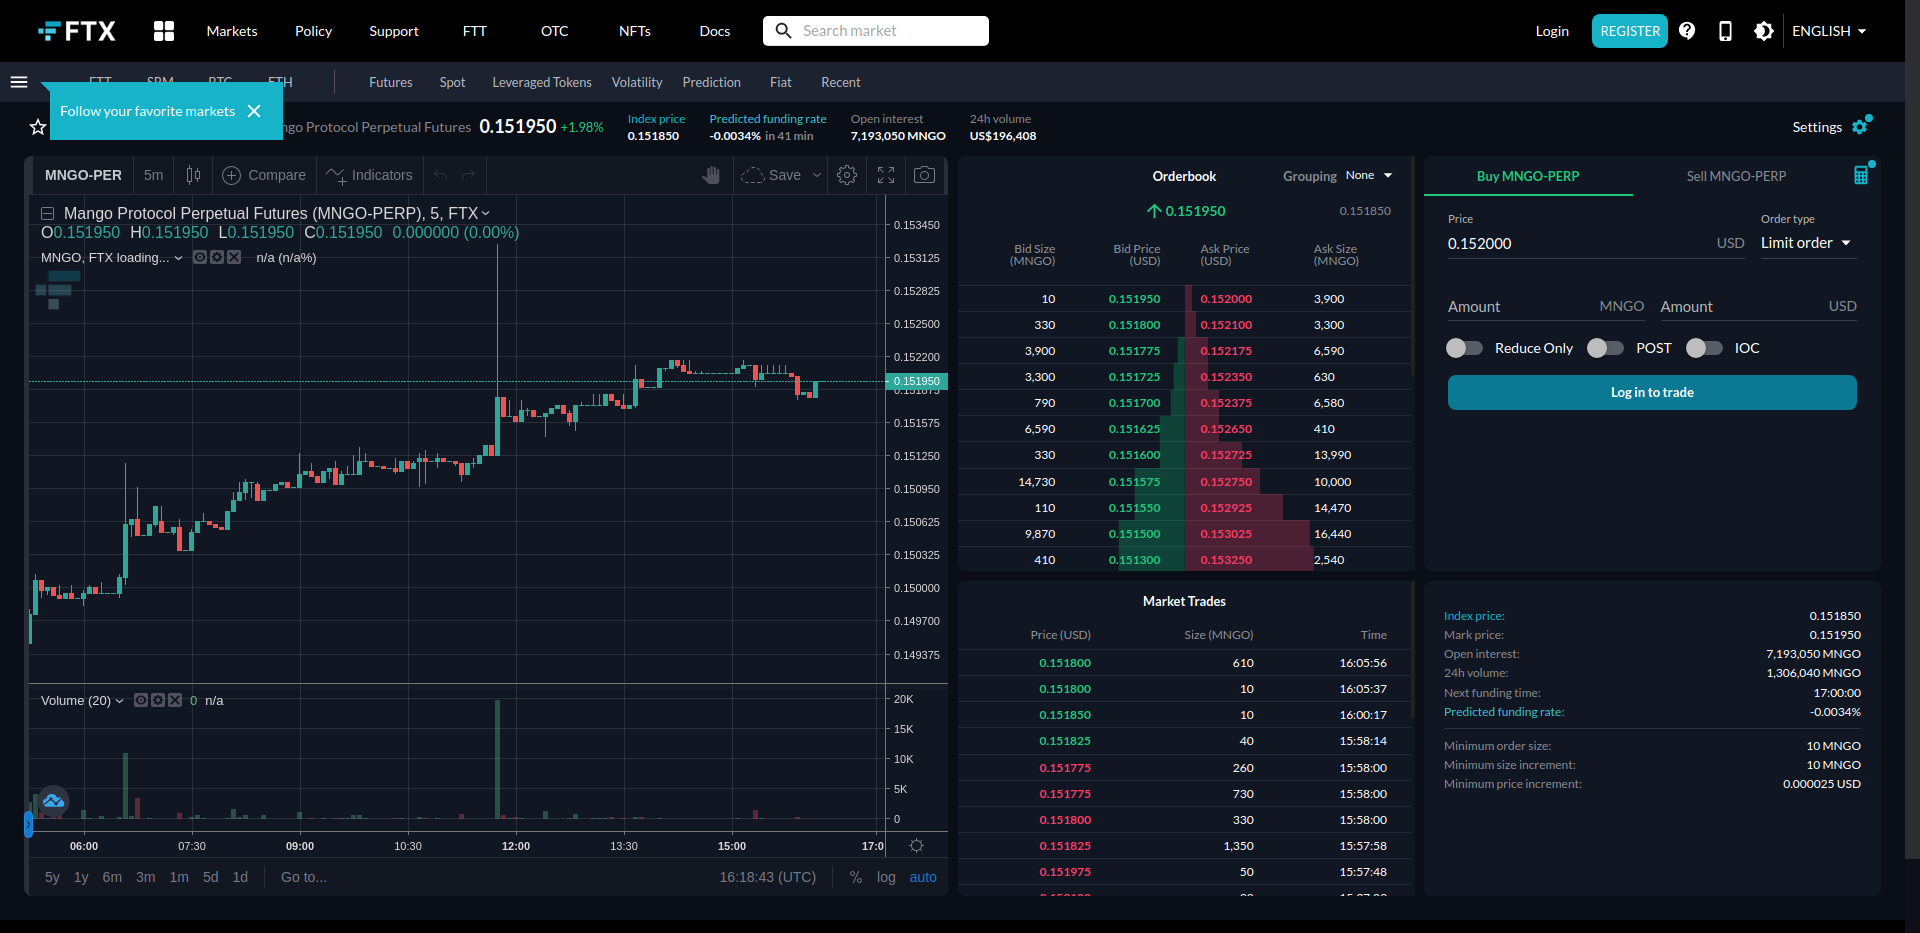 FTX
Markets
Policy
Support
FTT
OTC
NFTs
Docs
Search market
Login
REGISTER
ENGLISH
FTT SRM BTC ETH
Futures
Spot
Leveraged Tokens
Volatility
Prediction
Fiat
Recent
Follow your favorite markets
ngo Protocol Perpetual Futures
0.151950 +1.98%
Index price
0.151850
Predicted funding rate
-0.0034% in 41 min
Open interest
7,193,050 MNGO
24h volume
US$196,408
Settings
MNGO-PER
5m
Compare
Indicators
Save
Mango Protocol Perpetual Futures (MNGO-PERP), 5, FTX
O0.151950 H0.151950 L0.151950 C0.151950 0.000000 (0.00%)
MNGO, FTX loading... n/a (n/a%)
0.153450
0.153125
0.152825
0.152500
0.152200
0.151950
0.151875
0.151575
0.151250
0.150950
0.150625
0.150325
0.150000
0.149700
0.149375
Volume (20) 0 n/a
20K
15K
10K
5K
0
06:00 07:30 09:00 10:30 12:00 13:30 15:00 17:0
5y 1y 6m 3m 1m 5d 1d Go to...
16:18:43 (UTC) % log auto
Orderbook
Grouping None
0.151950
0.151850
Bid Size (MNGO) Bid Price (USD) Ask Price (USD) Ask Size (MNGO)
10 0.151950 0.152000 3,900
330 0.151800 0.152100 3,300
3,900 0.151775 0.152175 6,590
3,300 0.151725 0.152350 630
790 0.151700 0.152375 6,580
6,590 0.151625 0.152650 410
330 0.151600 0.152725 13,990
14,730 0.151575 0.152750 10,000
110 0.151550 0.152925 14,470
9,870 0.151500 0.153025 16,440
410 0.151300 0.153250 2,540
Market Trades
Price (USD) Size (MNGO) Time
0.151800 610 16:05:56
0.151800 10 16:05:37
0.151850 10 16:00:17
0.151825 40 15:58:14
0.151775 260 15:58:00
0.151775 730 15:58:00
0.151800 330 15:58:00
0.151825 1,350 15:57:58
0.151975 50 15:57:48
Buy MNGO-PERP
Sell MNGO-PERP
Price
0.152000 USD
Order type
Limit order
Amount MNGO
Amount USD
Reduce Only
POST
IOC
Log in to trade
Index price: 0.151850
Mark price: 0.151950
Open interest: 7,193,050 MNGO
24h volume: 1,306,040 MNGO
Next funding time: 17:00:00
Predicted funding rate: -0.0034%
Minimum order size: 10 MNGO
Minimum size increment: 10 MNGO
Minimum price increment: 0.000025 USD